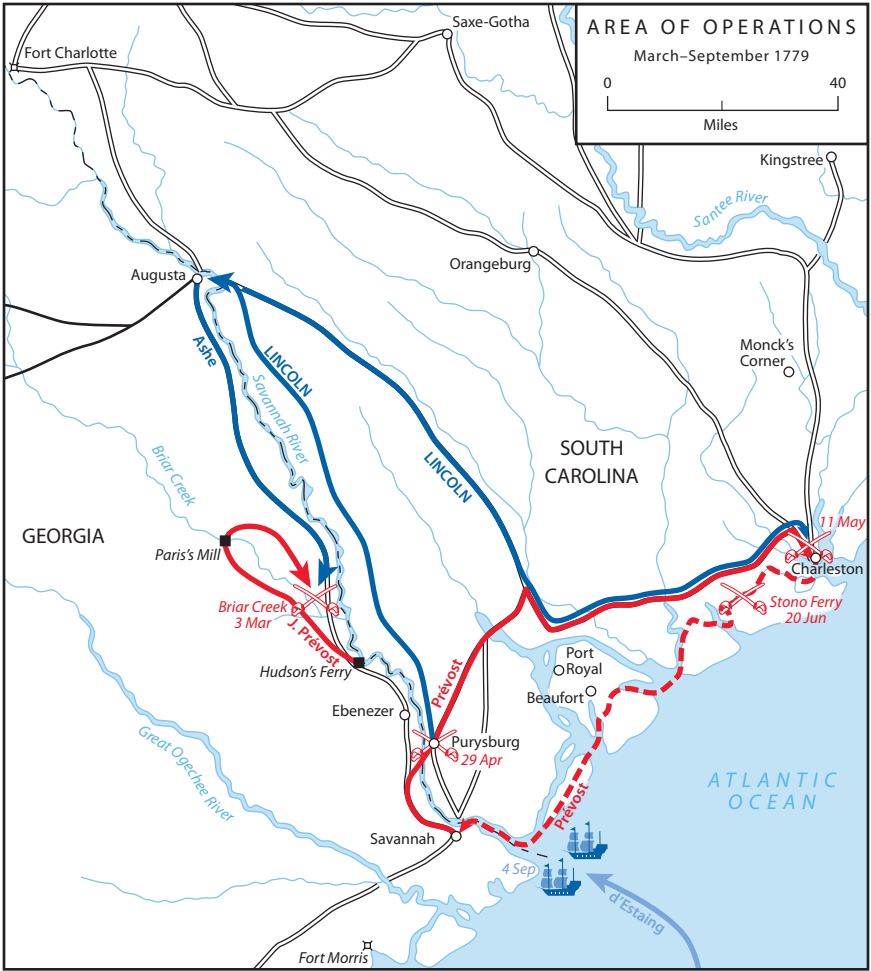 AREA OF OPERATIONS
March–September 1779
0 40
Miles
Saxe-Gotha
Fort Charlotte
Kingstree
Santee River
Orangeburg
Augusta
Monck's
Corner
Ashe
LINCOLN
Savannah River
LINCOLN
SOUTH
CAROLINA
Briar Creek
GEORGIA
11 May
Paris's Mill
Charleston
Briar Creek
3 Mar
Stono Ferry
20 Jun
J. Prévost
Hudson's Ferry
Port
Royal
Prévost
Beaufort
Ebenezer
Purysburg
29 Apr
Great Ogechee River
ATLANTIC
OCEAN
Prévost
Savannah
4 Sep
d'Estaing
Fort Morris